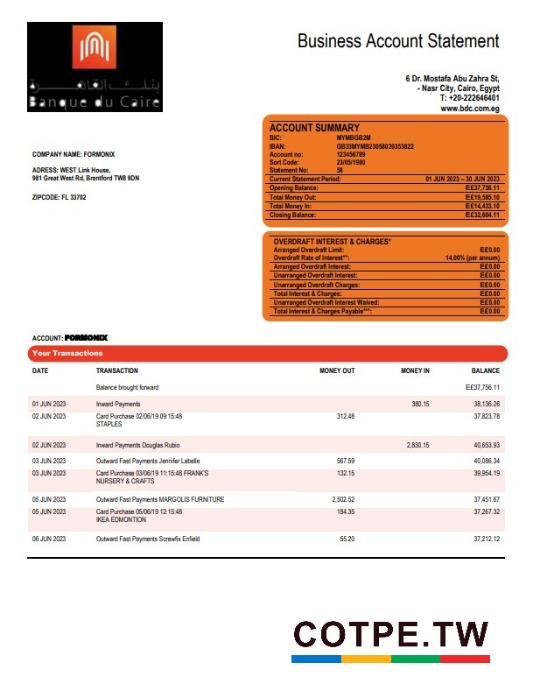 بنك القاهرة
Banque du Caire
Business Account Statement
6 Dr. Mostafa Abu Zahra St,
- Nasr City, Cairo, Egypt
T: +20-222646401
www.bdc.com.eg
COMPANY NAME: FORMONIX
ADRESS: WEST Link House,
981 Great West Rd, Brentford TW8 9DN
ZIPCODE: FL 33702
ACCOUNT SUMMARY
BIC: MYMBGB2M
IBAN: GB33MYMB23058020353822
Account no: 123456789
Sort Code: 23/05/1980
Statement No: 56
Current Statement Period: 01 JUN 2023 – 30 JUN 2023
Opening Balance: E£37,756.11
Total Money Out: E£19,585.10
Total Money In: E£14,433.10
Closing Balance: E£32,604.11
OVERDRAFT INTEREST & CHARGES*
Arranged Overdraft Limit: E£0.00
Overdraft Rate of Interest**: 14.06% (per annum)
Arranged Overdraft Interest: E£0.00
Unarranged Overdraft Interest: E£0.00
Unarranged Overdraft Charges: E£0.00
Total Interest & Charges: E£0.00
Unarranged Overdraft Interest Waived: E£0.00
Total Interest & Charges Payable***: E£0.00
ACCOUNT: FORMONIX
Your Transactions
DATE TRANSACTION MONEY OUT MONEY IN BALANCE
Balance brought forward E£37,756.11
01 JUN 2023 Inward Payments 380.15 38,136.26
02 JUN 2023 Card Purchase 02/06/19 09:15:48 312.48 37,823.78
STAPLES
02 JUN 2023 Inward Payments Douglas Rubio 2,830.15 40,653.93
03 JUN 2023 Outward Fast Payments Jennifer Labelle 567.59 40,086.34
03 JUN 2023 Card Purchase 03/06/19 11:15:48 FRANK'S 132.15 39,954.19
NURSERY & CRAFTS
05 JUN 2023 Outward Fast Payments MARGOLIS FURNITURE 2,502.52 37,451.67
05 JUN 2023 Card Purchase 05/06/19 12:15:48 184.35 37,267.32
IKEA EDMONTION
06 JUN 2023 Outward Fast Payments Screwfix Enfield 55.20 37,212.12
COTPE.TW